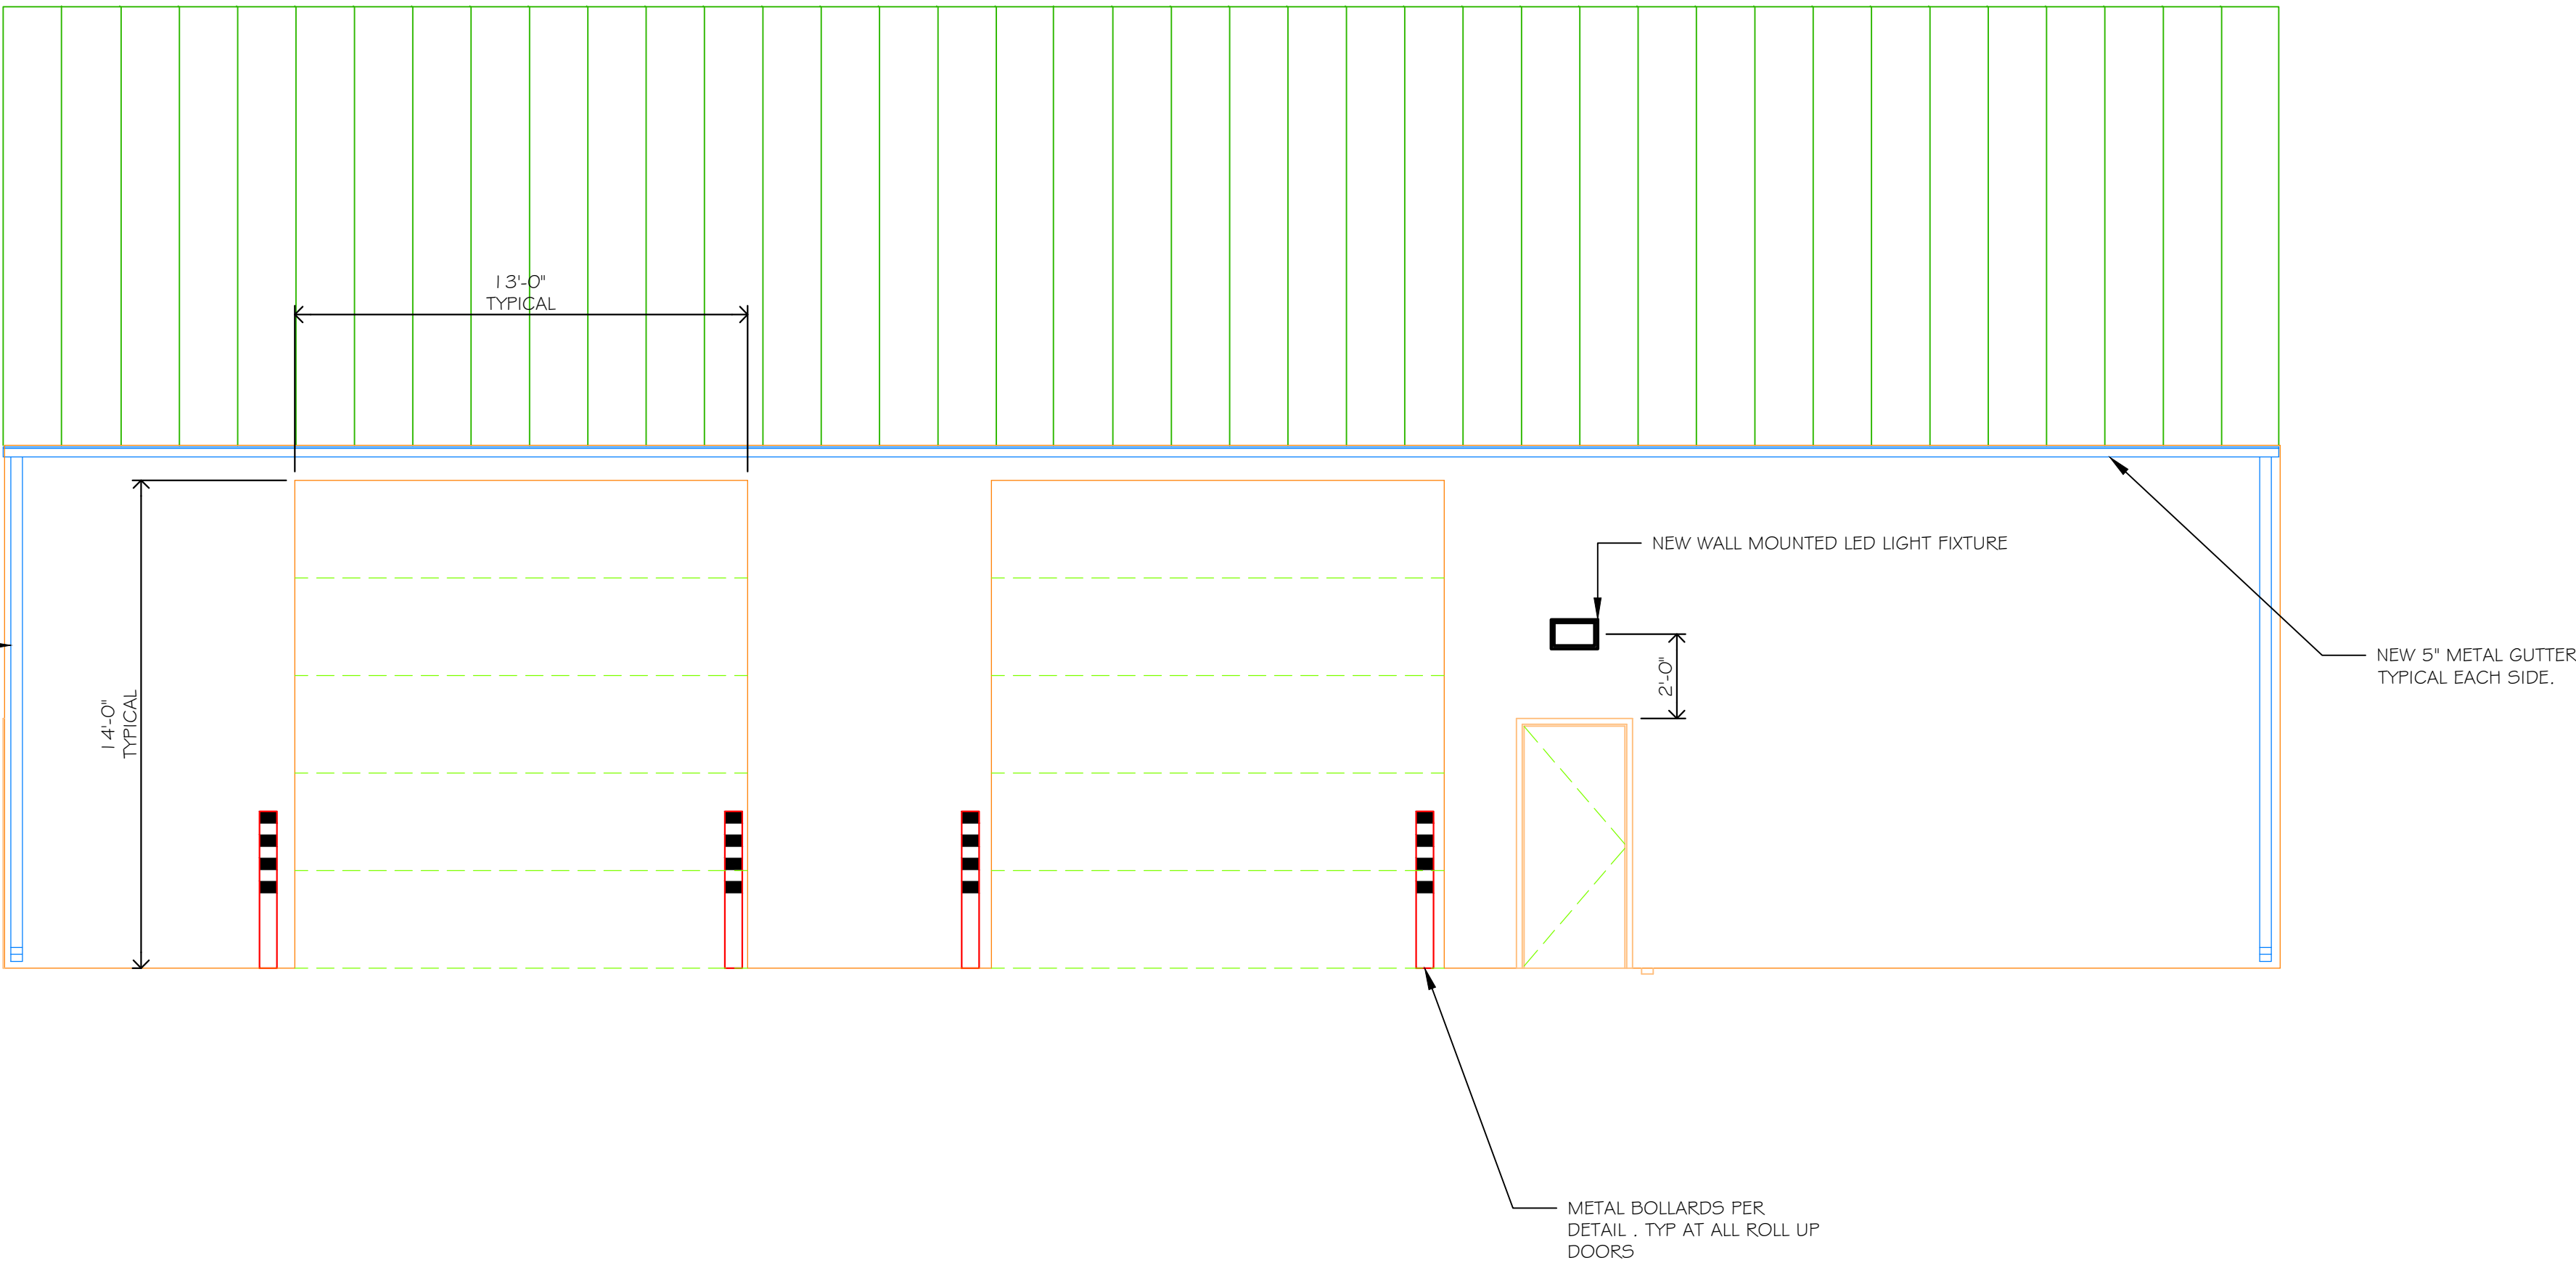 13'-0"
TYPICAL
NEW WALL MOUNTED LED LIGHT FIXTURE
2'-0"
NEW 5" METAL GUTTER
TYPICAL EACH SIDE.
14'-0"
TYPICAL
METAL BOLLARDS PER
DETAIL . TYP AT ALL ROLL UP
DOORS